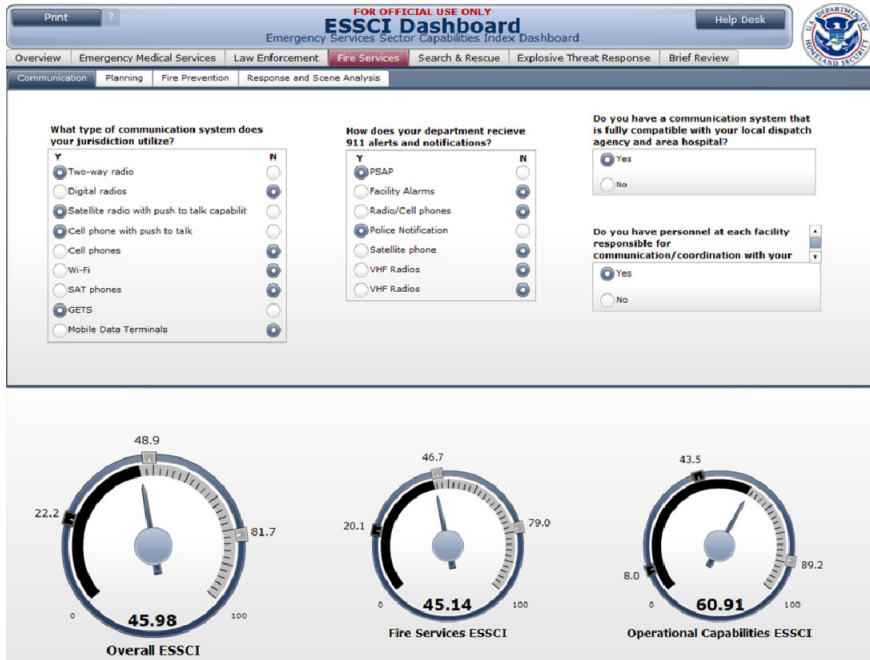 Print
?
FOR OFFICIAL USE ONLY
ESSCI Dashboard
Emergency Services Sector Capabilities Index Dashboard
Help Desk
U.S. DEPARTMENT
HOMELAND SECURITY
Overview Emergency Medical Services Law Enforcement Fire Services Search & Rescue Explosive Threat Response Brief Review
Communication Planning Fire Prevention Response and Scene Analysis
What type of communication system does
your jurisdiction utilize?
Y N
Two-way radio
Digital radios
Satellite radio with push to talk capabilit
Cell phone with push to talk
Cell phones
Wi-Fi
SAT phones
GETS
Mobile Data Terminals
How does your department recieve
911 alerts and notifications?
Y N
PSAP
Facility Alarms
Radio/Cell phones
Police Notification
Satellite phone
VHF Radios
VHF Radios
Do you have a communication system that
is fully compatible with your local dispatch
agency and area hospital?
Yes
No
Do you have personnel at each facility
responsible for
communication/coordination with your
Yes
No
48.9
22.2
81.7
0
45.98
100
Overall ESSCI
46.7
20.1
79.0
0
45.14
100
Fire Services ESSCI
43.5
8.0
89.2
0
60.91
100
Operational Capabilities ESSCI